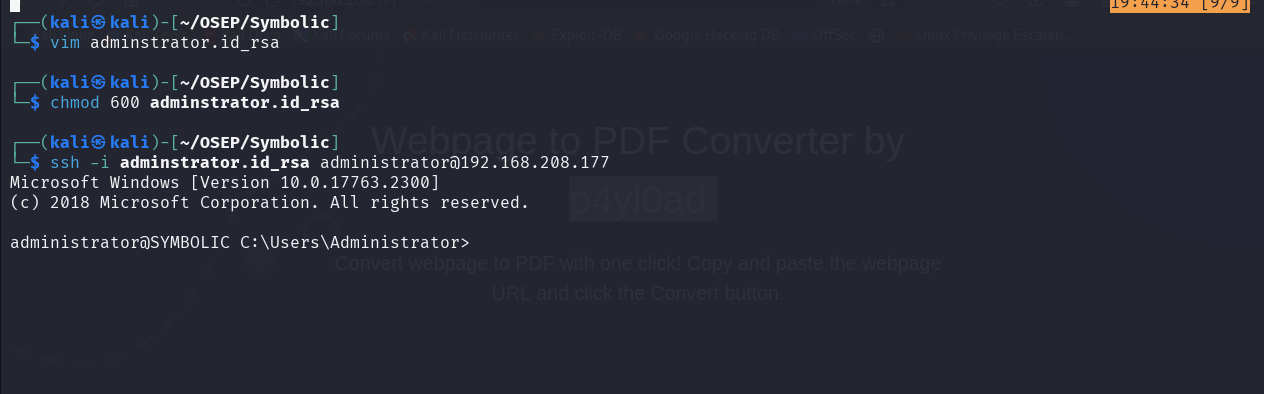 19:44:34 [9/9]
┌──(kali㉿kali)-[~/OSEP/Symbolic]
└─$ vim adminstrator.id_rsa
Kali Forums Kali NetHunter Exploit-DB Google Hacking DB OffSec Linux Privilege Escalati...
┌──(kali㉿kali)-[~/OSEP/Symbolic]
└─$ chmod 600 adminstrator.id_rsa
┌──(kali㉿kali)-[~/OSEP/Symbolic]
Webpage to PDF Converter by
└─$ ssh -i adminstrator.id_rsa administrator@192.168.208.177
Microsoft Windows [Version 10.0.17763.2300]
(c) 2018 Microsoft Corporation. All rights reserved.
p4yl0ad
administrator@SYMBOLIC C:\Users\Administrator>
Convert webpage to PDF with one click! Copy and paste the webpage
URL and click the Convert button.